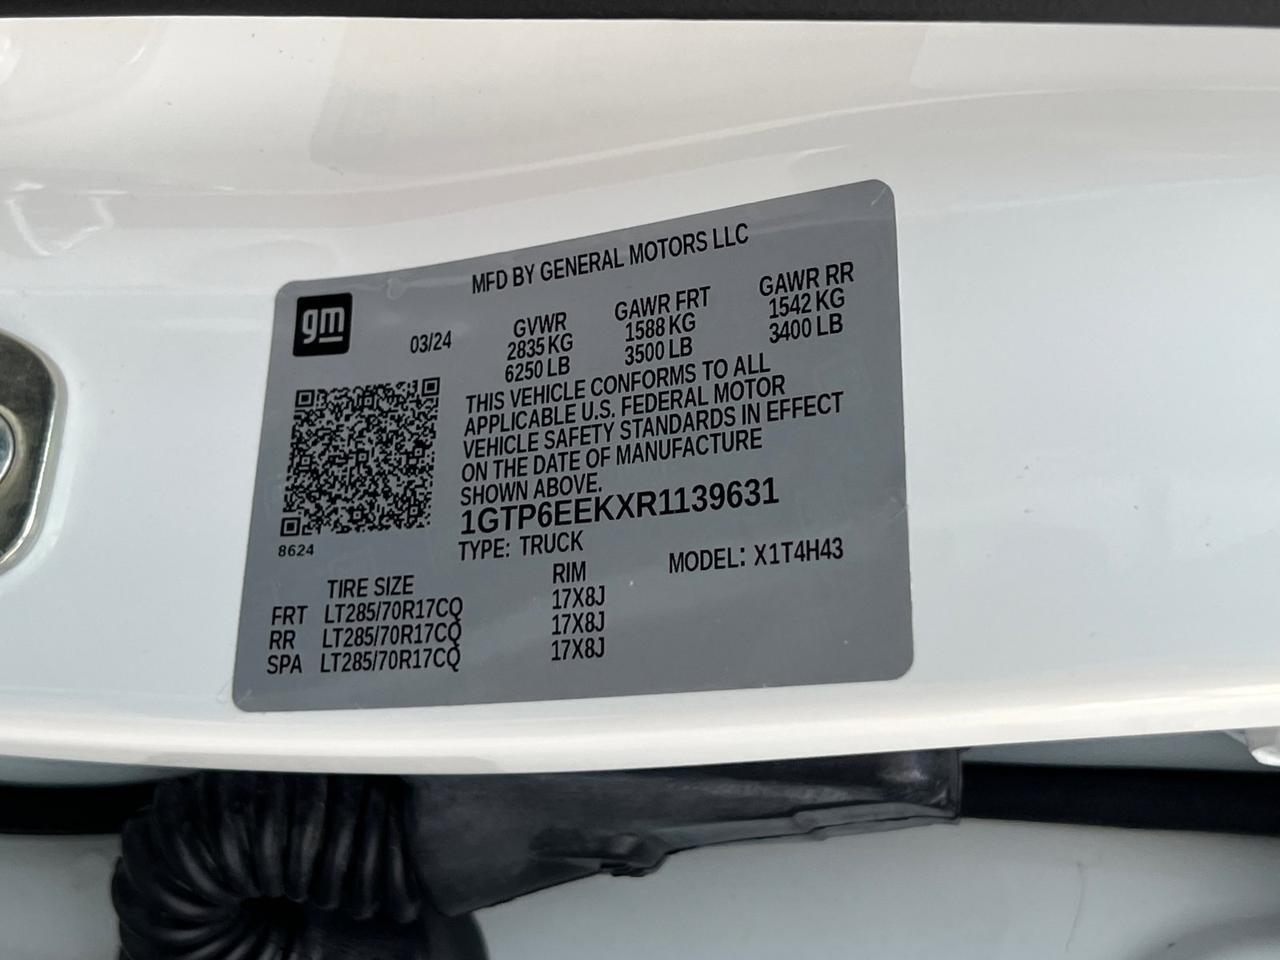 MFD BY GENERAL MOTORS LLC
gm
03/24
GVWR
2835 KG
6250 LB
GAWR FRT
1588 KG
3500 LB
GAWR RR
1542 KG
3400 LB
THIS VEHICLE CONFORMS TO ALL
APPLICABLE U.S. FEDERAL MOTOR
VEHICLE SAFETY STANDARDS IN EFFECT
ON THE DATE OF MANUFACTURE
SHOWN ABOVE.
1GTP6EEKXR1139631
8624
TYPE: TRUCK
MODEL: X1T4H43
TIRE SIZE RIM
FRT LT285/70R17CQ 17X8J
RR LT285/70R17CQ 17X8J
SPA LT285/70R17CQ 17X8J